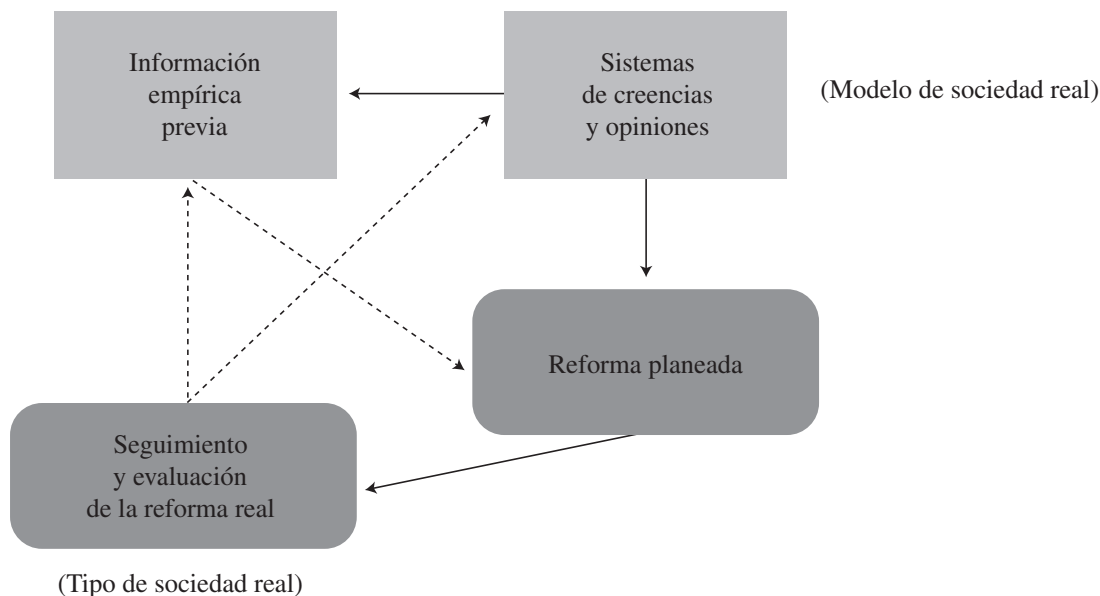 Información
empírica
previa
Sistemas
de creencias
y opiniones
(Modelo de sociedad real)
Reforma planeada
Seguimiento
y evaluación
de la reforma real
(Tipo de sociedad real)